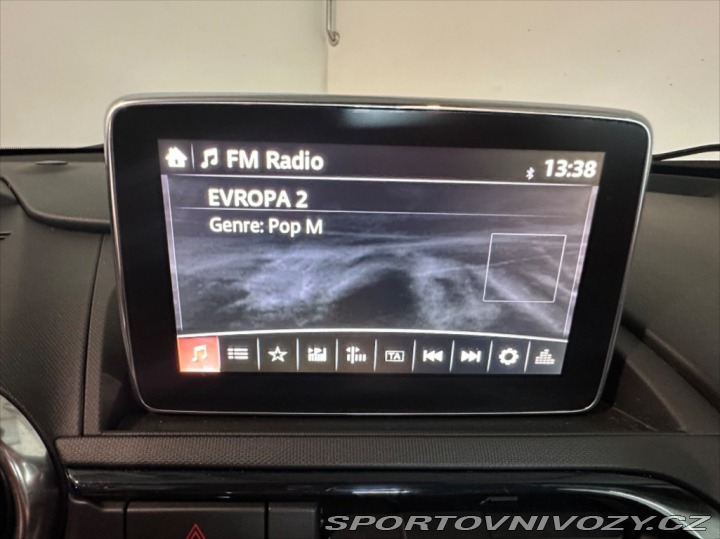 FM Radio
13:38
EVROPA 2
Genre: Pop M
TA
SPORTOVNIVOZY.CZ